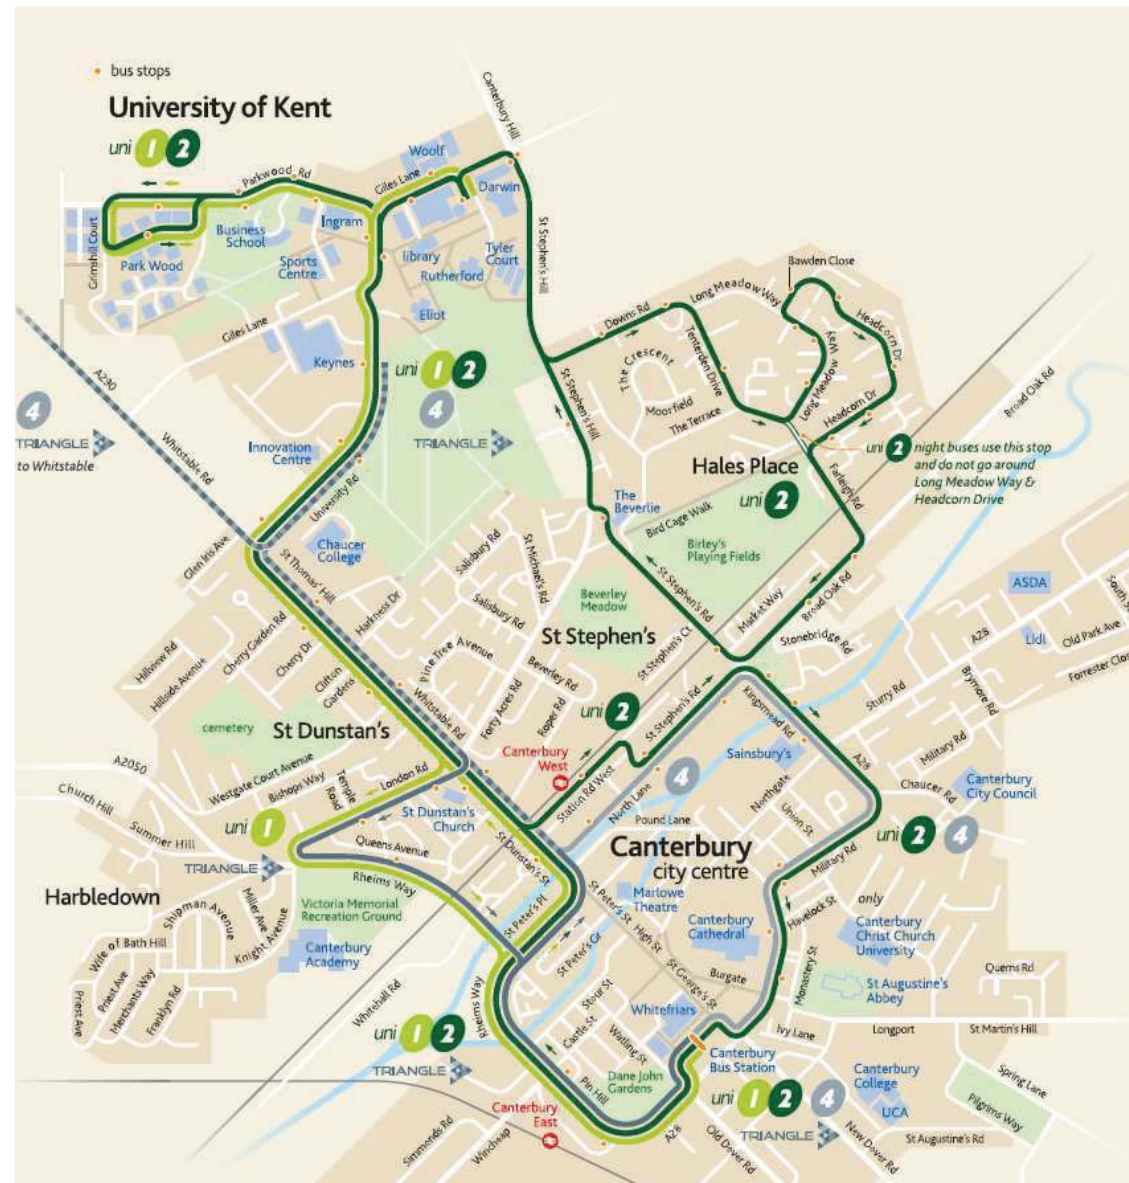 bus stops
University of Kent
uni 1 2
Canterbury Hill
Woolf
Giles Lane
Darwin
Parkwood Rd
Ingram
Business
School
Grimshill Court
Park Wood
Sports
Centre
library
Rutherford
Tyler
Court
Eliot
St Stephen's Hill
Giles Lane
Keynes
uni 1 2
4
TRIANGLE
A290
4
TRIANGLE
to Whitstable
Whitstable Rd
Innovation
Centre
University Rd
Chaucer
College
Glen Iris Ave
St Thomas' Hill
Bawden Close
Long Meadow Way
Downs Rd
Headcorn Dr
Tenterden Drive
Long Meadow Way
The Crescent
Moorfield
The Terrace
Headcorn Dr
St Stephen's Hill
Broad Oak Rd
Hales Place
uni 2
uni 2 night buses use this stop
and do not go around
Long Meadow Way &
Headcorn Drive
Farleigh Rd
The
Beverlie
Bird Cage Walk
Birley's
Playing Fields
St Stephen's Rd
Market Way
Broad Oak Rd
Stonebridge Rd
Salisbury Rd
St Michael's Rd
Salisbury Rd
Beverley
Meadow
St Stephen's
St Stephen's Ct
Harkness Dr
Pine Tree Avenue
Beverley Rd
Forty Acres Rd
Roper Rd
Hillview Rd
Hillside Avenue
Cherry Garden Rd
Cherry Dr
Clifton
Gardens
Whitstable Rd
cemetery
St Dunstan's
ASDA
Lidl
A28
Old Park Ave
Sturry Rd
Brymore Rd
Military Rd
uni 2
St Stephen's Rd
Kingsmead Rd
Canterbury
West
Station Rd West
North Lane
4
Sainsbury's
A28
Chaucer Rd
Canterbury
City Council
Northgate
Union St
Pound Lane
A2050
Westgate Court Avenue
Bishops Way
Temple
Road
London Rd
Church Hill
Summer Hill
uni 1
TRIANGLE
St Dunstan's
Church
Queens Avenue
St Dunstan's St
Canterbury
city centre
uni 2 4
Military Rd
Harbledown
Rheims Way
Victoria Memorial
Recreation Ground
St Peter's Pl
St Peter's St
Marlowe
Theatre
High St
Canterbury
Cathedral
Havelock St
only
Canterbury
Christ Church
University
Shipman Avenue
Miller Ave
Knight Avenue
Wife of Bath Hill
Canterbury
Academy
St Peter's Gr
St George's St
Burgate
Monastery St
St Augustine's
Abbey
Querns Rd
Priest Ave
Priest Ave
Merchants Way
Franklyn Rd
Whitehall Rd
Rheims Way
Stour St
Castle St
Watling St
Whitefriars
Ivy Lane
Longport
St Martin's Hill
uni 1 2
TRIANGLE
Pin Hill
Dane John
Gardens
Canterbury
Bus Station
Canterbury
College
UCA
Spring Lane
Pilgrims Way
Canterbury
East
uni 1 2 4
TRIANGLE
Simmonds Rd
Wincheap
A28
Old Dover Rd
New Dover Rd
St Augustine's Rd